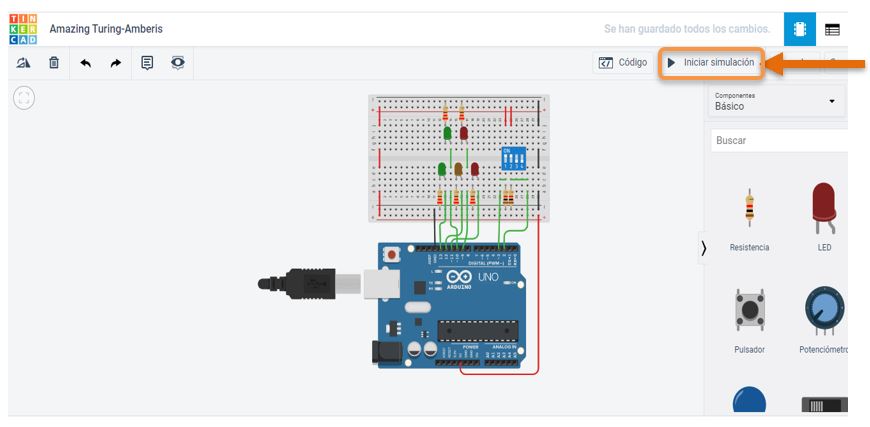 TIN
KER
CAD
Amazing Turing-Amberis
Se han guardado todos los cambios.
Código
Iniciar simulación
Componentes
Básico
Buscar
ON
1 2 3 4
DIGITAL (PWM~)
UNO
ARDUINO
ON
POWER
ANALOG IN
Resistencia
LED
Pulsador
Potenciómetro